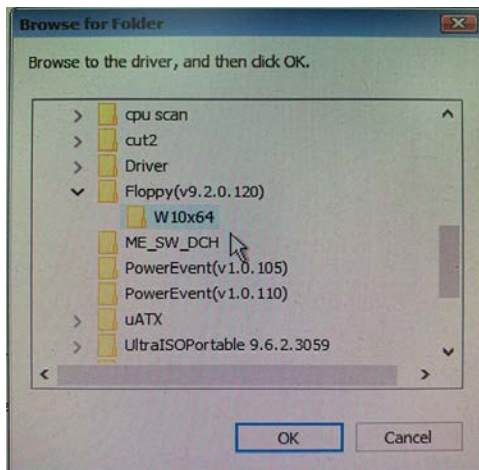 Browse for Folder
Browse to the driver, and then click OK.
cpu scan
cut2
Driver
Floppy(v9.2.0.120)
W10x64
ME_SW_DCH
PowerEvent(v1.0.105)
PowerEvent(v1.0.110)
uATX
UltraISOPortable 9.6.2.3059
OK
Cancel